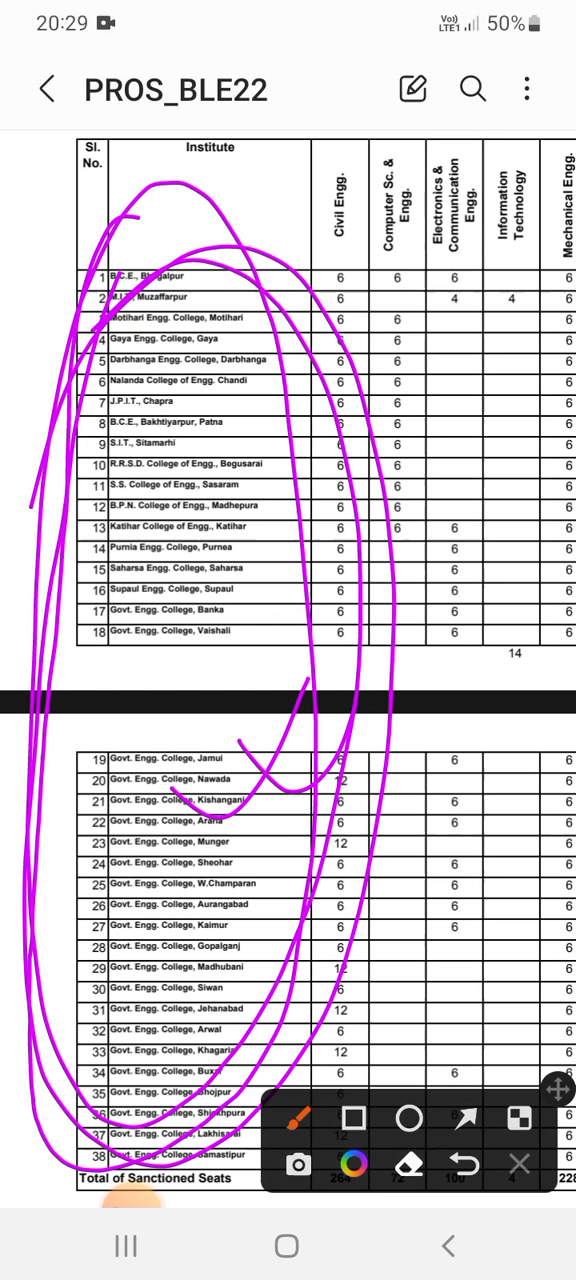 20:29 Vo)) LTE1 50%
PROS_BLE22
Sl. No. Institute Civil Engg. Computer Sc. & Engg. Electronics & Communication Engg. Information Technology Mechanical Engg.
1 B.C.E., Bhagalpur 6 6 6 6
2 M.I.T., Muzaffarpur 6 4 4 6
3 Motihari Engg. College, Motihari 6 6 6
4 Gaya Engg. College, Gaya 6 6 6
5 Darbhanga Engg. College, Darbhanga 6 6 6
6 Nalanda College of Engg. Chandi 6 6 6
7 J.P.I.T., Chapra 6 6 6
8 B.C.E., Bakhtiyarpur, Patna 6 6 6
9 S.I.T., Sitamarhi 6 6 6
10 R.R.S.D. College of Engg., Begusarai 6 6 6
11 S.S. College of Engg., Sasaram 6 6 6
12 B.P.N. College of Engg., Madhepura 6 6 6
13 Katihar College of Engg., Katihar 6 6 6 6
14 Purnia Engg. College, Purnea 6 6 6
15 Saharsa Engg. College, Saharsa 6 6 6
16 Supaul Engg. College, Supaul 6 6 6
17 Govt. Engg. College, Banka 6 6 6
18 Govt. Engg. College, Vaishali 6 6 6
14
19 Govt. Engg. College, Jamui 6 6 6
20 Govt. Engg. College, Nawada 12 6
21 Govt. Engg. College, Kishanganj 6 6 6
22 Govt. Engg. College, Araria 6 6 6
23 Govt. Engg. College, Munger 12 6
24 Govt. Engg. College, Sheohar 6 6 6
25 Govt. Engg. College, W.Champaran 6 6 6
26 Govt. Engg. College, Aurangabad 6 6 6
27 Govt. Engg. College, Kaimur 6 6 6
28 Govt. Engg. College, Gopalganj 6 6
29 Govt. Engg. College, Madhubani 12 6
30 Govt. Engg. College, Siwan 6 6
31 Govt. Engg. College, Jehanabad 12 6
32 Govt. Engg. College, Arwal 6 6
33 Govt. Engg. College, Khagaria 12 6
34 Govt. Engg. College, Buxar 6 6 6
35 Govt. Engg. College, Bhojpur 6 6
36 Govt. Engg. College, Shiekhpura 6
37 Govt. Engg. College, Lakhisarai 12
38 Govt. Engg. College, Samastipur
Total of Sanctioned Seats 264 72 100 4 228